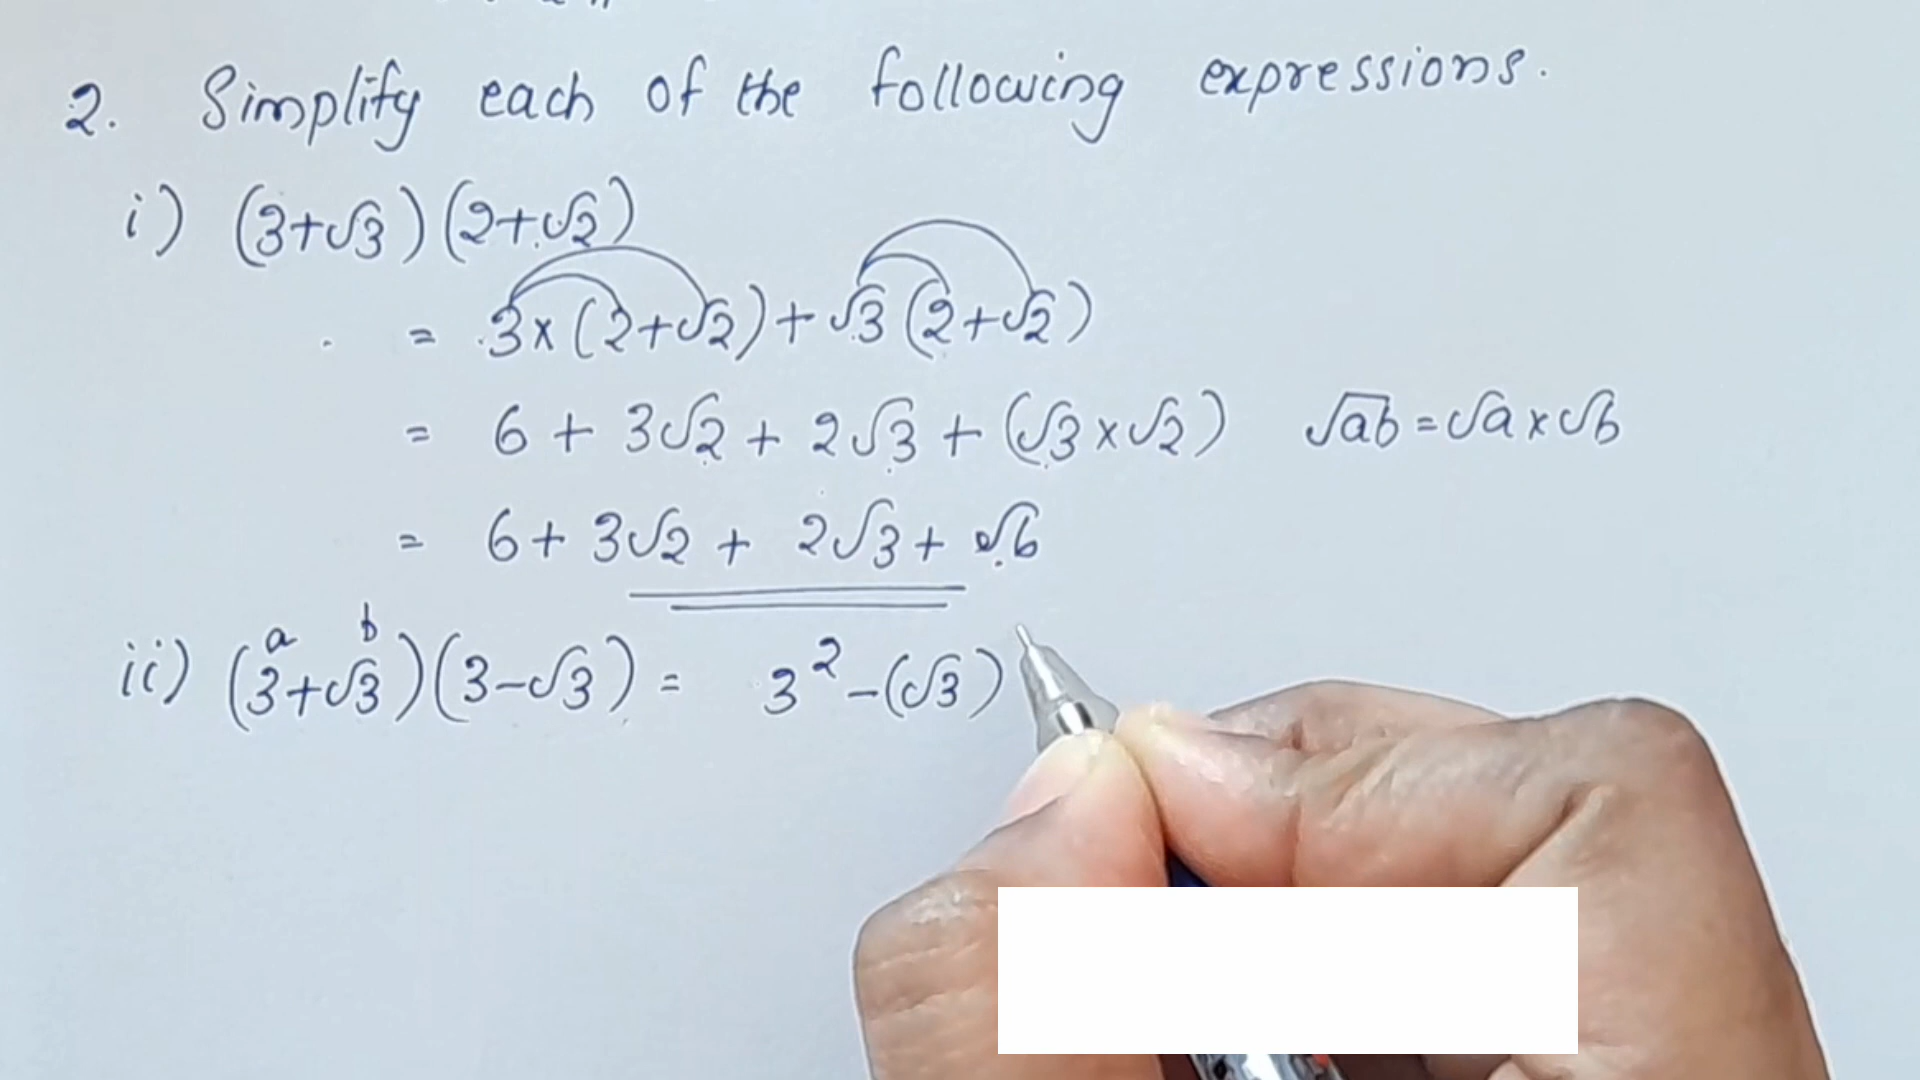 2. Simplify each of the following expressions.
i) (3+√3)(2+√2)
= 3×(2+√2)+√3(2+√2)
= 6 + 3√2 + 2√3 + (√3×√2) √ab = √a×√b
= 6+ 3√2 + 2√3 + √6
a b
ii) (3+√3)(3-√3) = 3² -(√3)